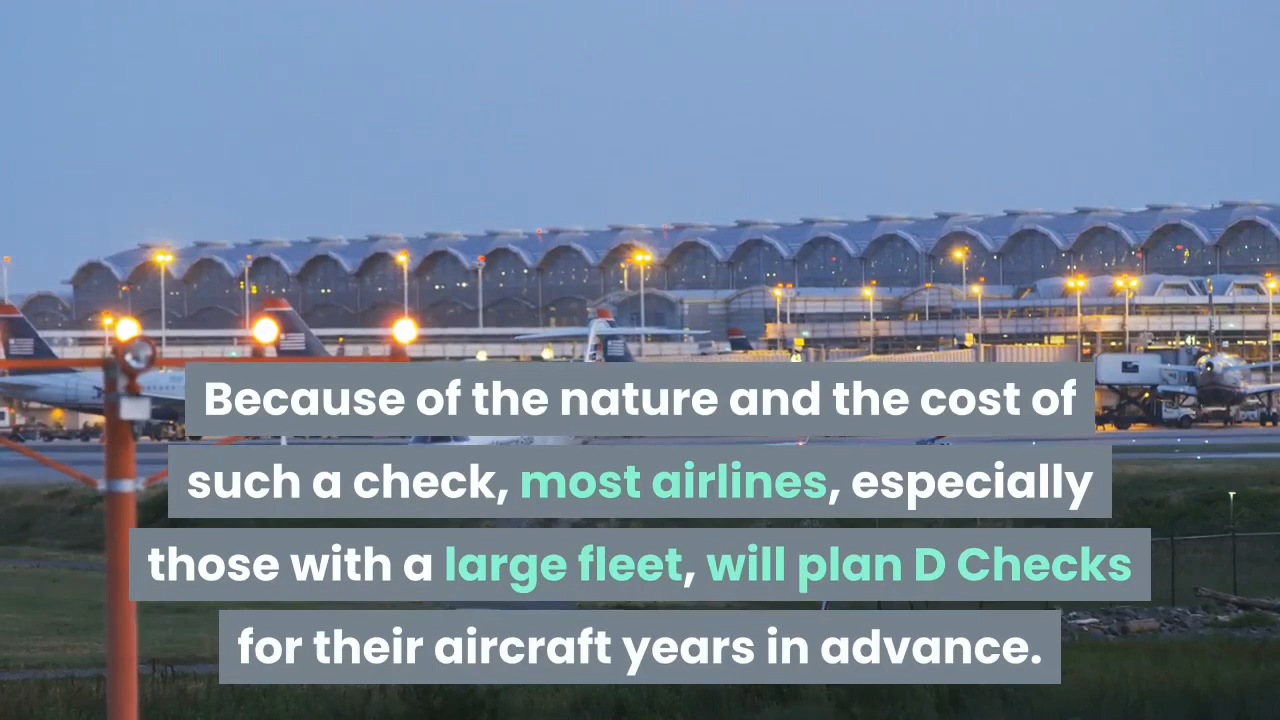 Because of the nature and the cost of
such a check, most airlines, especially
those with a large fleet, will plan D Checks
for their aircraft years in advance.